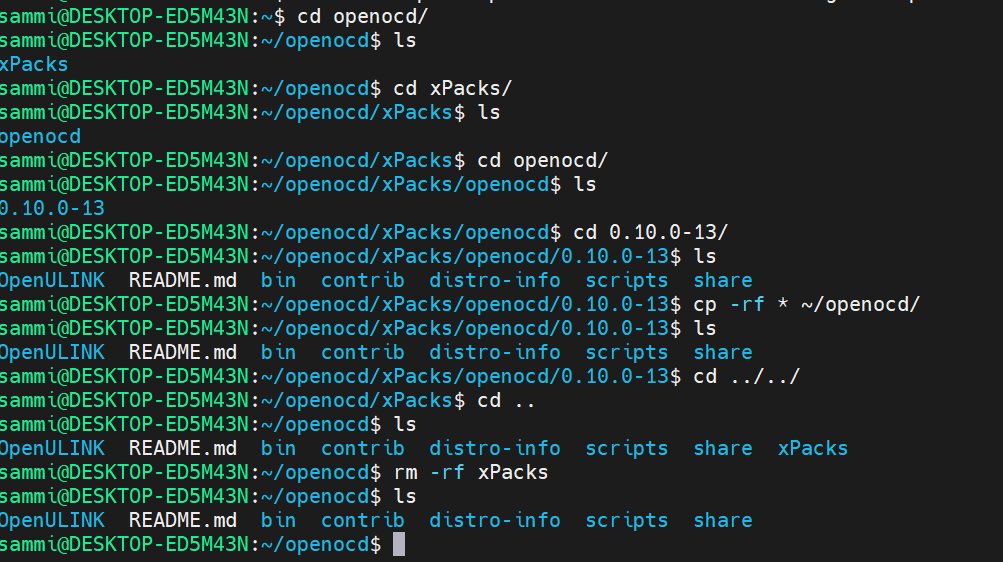 sammi@DESKTOP-ED5M43N:~$ cd openocd/
sammi@DESKTOP-ED5M43N:~/openocd$ ls
xPacks
sammi@DESKTOP-ED5M43N:~/openocd$ cd xPacks/
sammi@DESKTOP-ED5M43N:~/openocd/xPacks$ ls
openocd
sammi@DESKTOP-ED5M43N:~/openocd/xPacks$ cd openocd/
sammi@DESKTOP-ED5M43N:~/openocd/xPacks/openocd$ ls
0.10.0-13
sammi@DESKTOP-ED5M43N:~/openocd/xPacks/openocd$ cd 0.10.0-13/
sammi@DESKTOP-ED5M43N:~/openocd/xPacks/openocd/0.10.0-13$ ls
OpenULINK  README.md  bin  contrib  distro-info  scripts  share
sammi@DESKTOP-ED5M43N:~/openocd/xPacks/openocd/0.10.0-13$ cp -rf * ~/openocd/
sammi@DESKTOP-ED5M43N:~/openocd/xPacks/openocd/0.10.0-13$ ls
OpenULINK  README.md  bin  contrib  distro-info  scripts  share
sammi@DESKTOP-ED5M43N:~/openocd/xPacks/openocd/0.10.0-13$ cd ../../
sammi@DESKTOP-ED5M43N:~/openocd/xPacks$ cd ..
sammi@DESKTOP-ED5M43N:~/openocd$ ls
OpenULINK  README.md  bin  contrib  distro-info  scripts  share  xPacks
sammi@DESKTOP-ED5M43N:~/openocd$ rm -rf xPacks
sammi@DESKTOP-ED5M43N:~/openocd$ ls
OpenULINK  README.md  bin  contrib  distro-info  scripts  share
sammi@DESKTOP-ED5M43N:~/openocd$